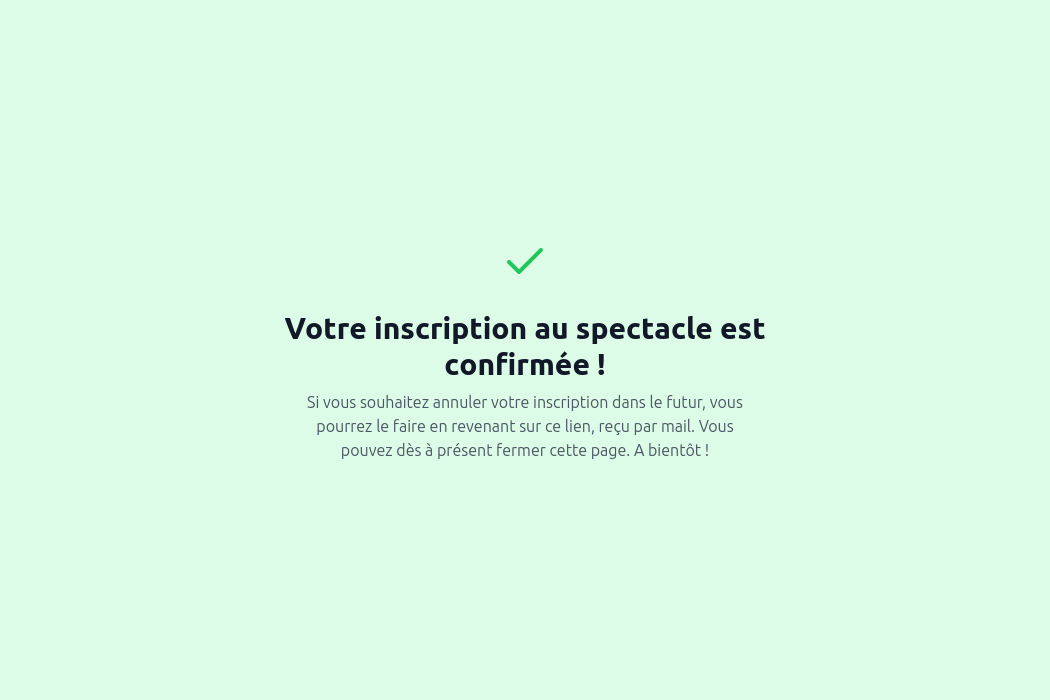 Votre inscription au spectacle est
confirmée !
Si vous souhaitez annuler votre inscription dans le futur, vous
pourrez le faire en revenant sur ce lien, reçu par mail. Vous
pouvez dès à présent fermer cette page. A bientôt !